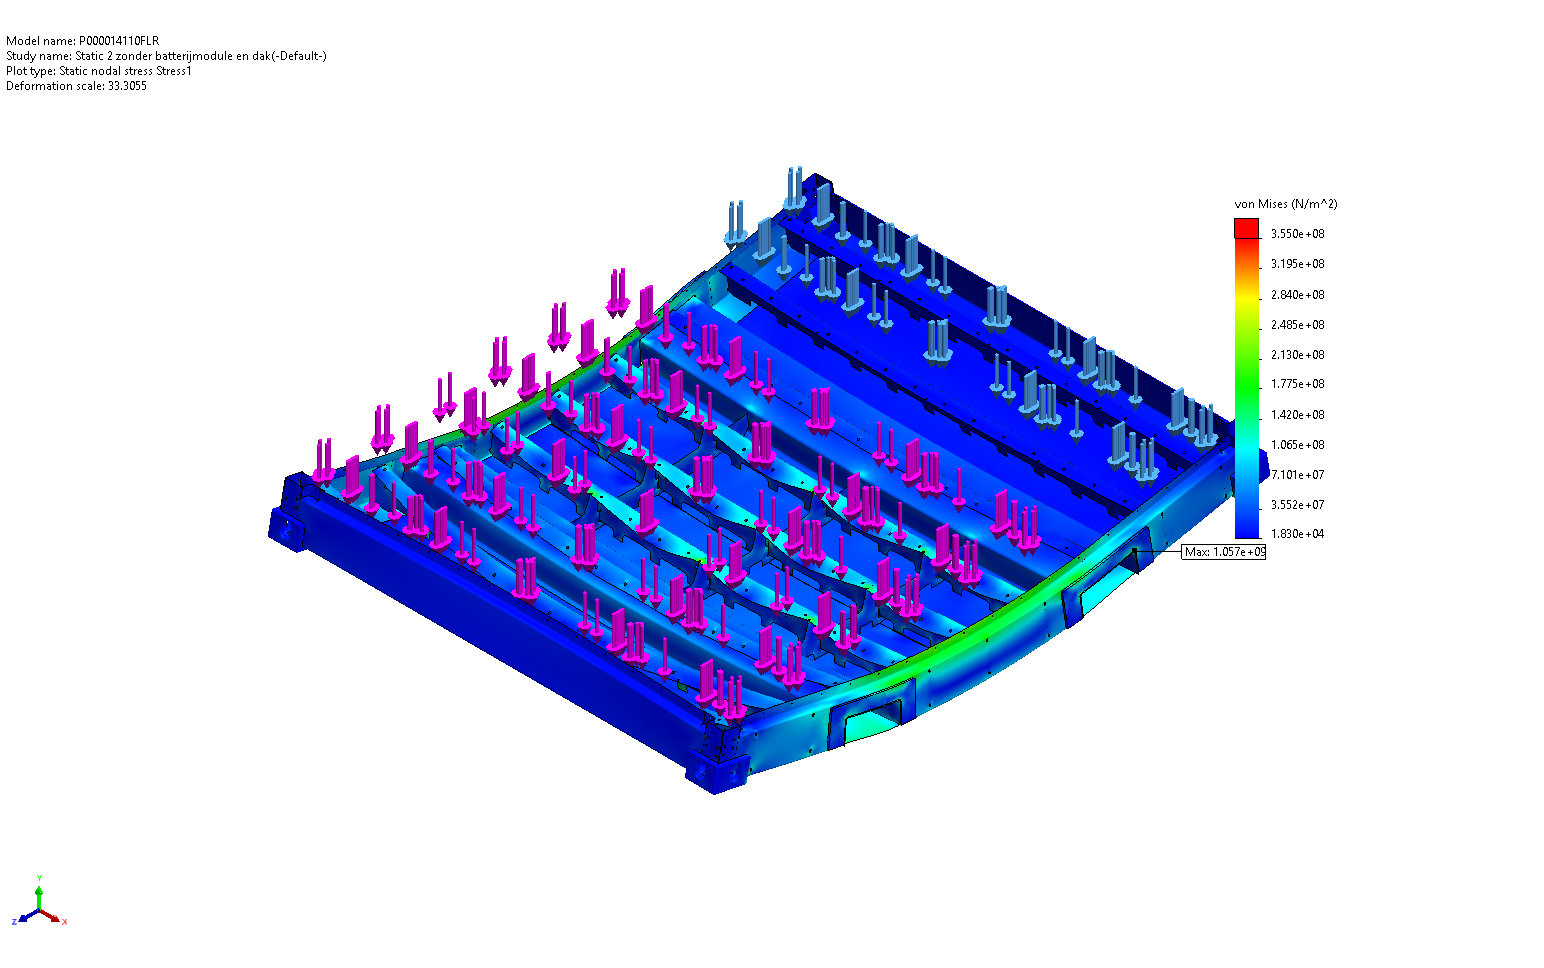 Model name: P000014110FLR
Study name: Static 2 zonder batterijmodule en dak(-Default-)
Plot type: Static nodal stress Stress1
Deformation scale: 33.3055
von Mises (N/m^2)
3.550e+08
3.195e+08
2.840e+08
2.485e+08
2.130e+08
1.775e+08
1.420e+08
1.065e+08
7.101e+07
3.552e+07
1.830e+04
Max: 1.057e+09
Y
Z
X